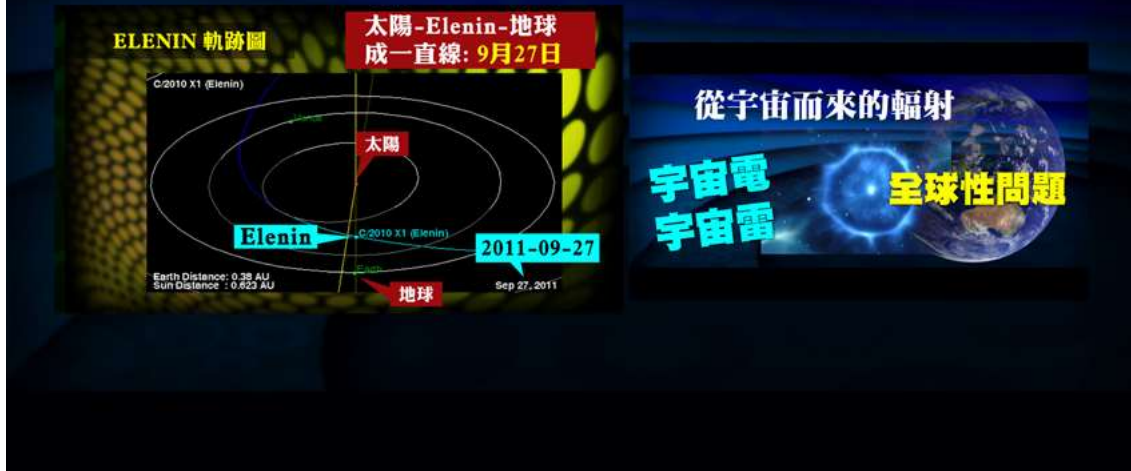 ELENIN 軌跡圖
太陽-Elenin-地球
成一直線: 9月27日
C/2010 X1 (Elenin)
太陽
Elenin
C/2010 X1 (Elenin)
2011-09-27
Earth
Earth Distance: 0.38 AU
Sun Distance : 0.623 AU
地球
Sep 27, 2011
從宇宙而來的輻射
宇宙電
宇宙雷
全球性問題